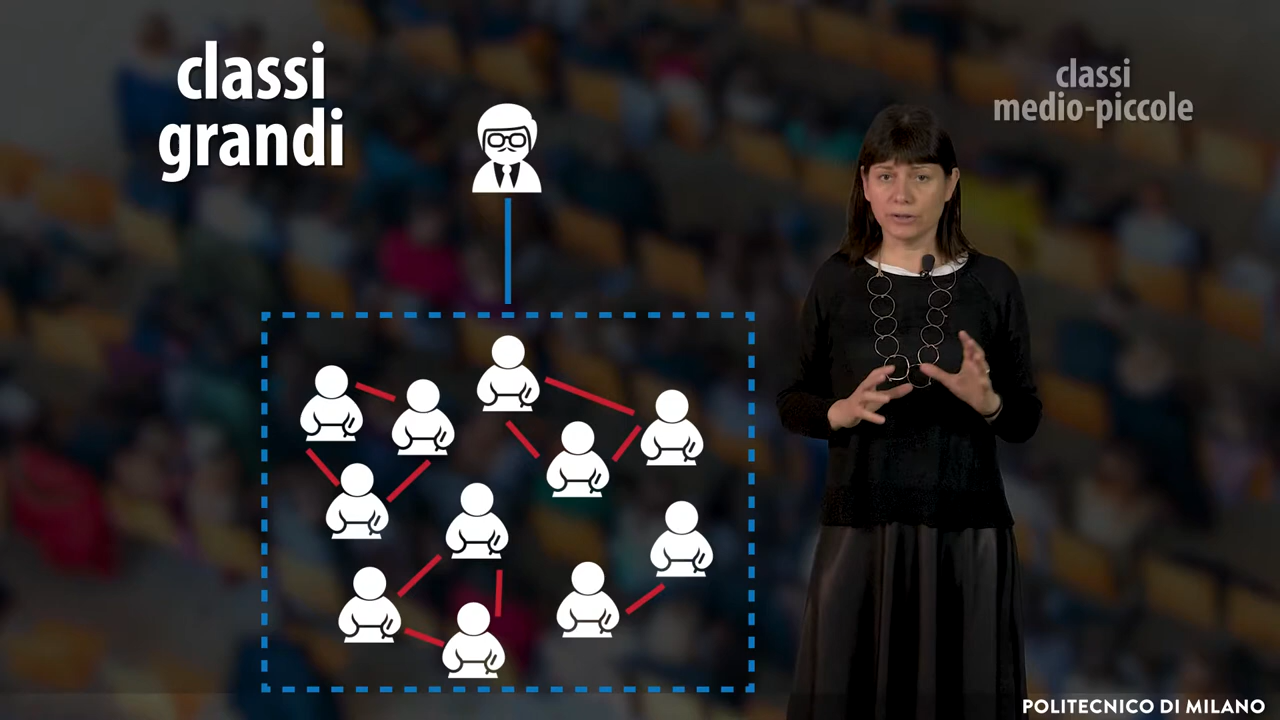 classi
grandi
classi
medio-piccole
POLITECNICO DI MILANO